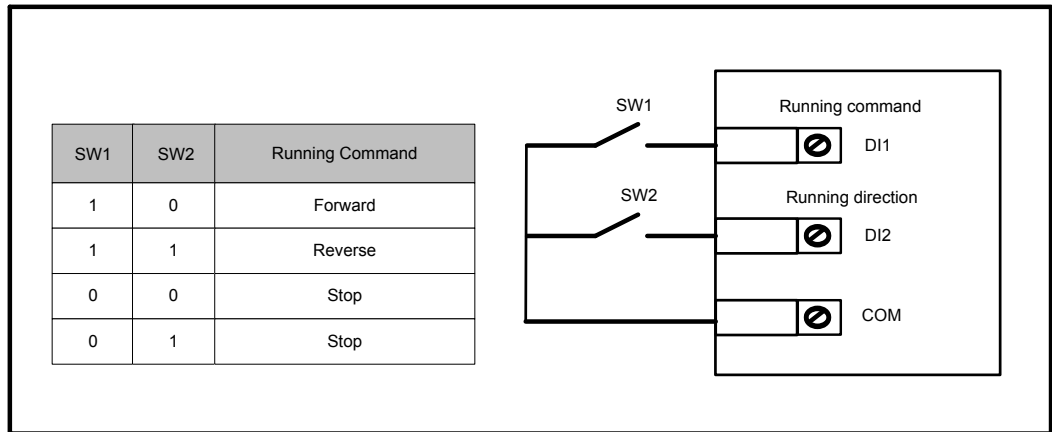 SW1 SW2 Running Command
1 0 Forward
1 1 Reverse
0 0 Stop
0 1 Stop
SW1
Running command
DI1
SW2
Running direction
DI2
COM